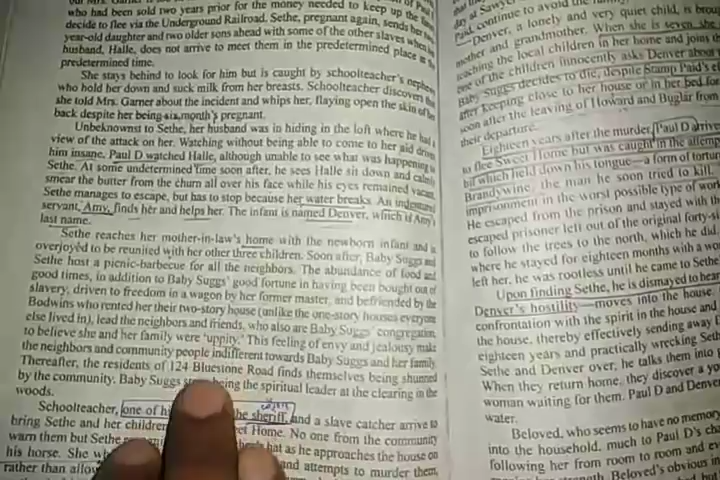 who had been sold two years prior for the money needed to keep up the
decide to flee via the Underground Railroad. Sethe, pregnant again, sends her
year-old daughter and two older sons ahead with some of the other slaves when
husband, Halle, does not arrive to meet them in the predetermined place at the
predetermined time.
She stays behind to look for him but is caught by schoolteacher's nephews
who hold her down and suck milk from her breasts. Schoolteacher discovers
she told Mrs. Garner about the incident and whips her, flaying open the skin of her
back despite her being six month's pregnant.
Unbeknownst to Sethe, her husband was in hiding in the loft where he had a
view of the attack on her. Watching without being able to come to her aid drives
him insane. Paul D watched Halle, although unable to see what was happening to
Sethe. At some undetermined time soon after, he sees Halle sit down and calmly
smear the butter from the churn all over his face while his eyes remained vacant.
Sethe manages to escape, but has to stop because her water breaks. An indentured
servant, Amy, finds her and helps her. The infant is named Denver, which is Amy's
last name.
Sethe reaches her mother-in-law's home with the newborn infant and is
overjoyed to be reunited with her other three children. Soon after, Baby Suggs and
Sethe host a picnic-barbecue for all the neighbors. The abundance of food and
good times, in addition to Baby Suggs' good fortune in having been bought out of
slavery, driven to freedom in a wagon by her former master, and befriended by the
Bodwins who rented her their two-story house (unlike the one-story houses everyone
else lived in), lead the neighbors and friends, who also are Baby Suggs' congregation,
to believe she and her family were 'uppity.' This feeling of envy and jealousy make
the neighbors and community people indifferent towards Baby Suggs and her family.
Thereafter, the residents of 124 Bluestone Road finds themselves being shunned
by the community. Baby Suggs being the spiritual leader at the clearing in the
woods.
Schoolteacher, one of the sheriff, and a slave catcher arrive to
bring Sethe and her children Home. No one from the community
warn them but Sethe hat as he approaches the house on
his horse. She and attempts to murder them,
rather than
day at
Paid, continue to avoid the
Denver, a lonely and very quiet child, is
mother and grandmother. When she is seven, she
teaching the local children in her home and joins
one of the children innocently asks Denver about
Baby Suggs decides to die, despite Stamp Paid's
after keeping close to her house or in her bed for
soon after the leaving of Howard and Buglar from
their departure.
Eighteen years after the murder, Paul D
to flee Sweet Home but was caught in the
bit which held down his tongue—a form of
Brandywine, the man he soon tried to kill.
imprisonment in the worst possible type of
He escaped from the prison and stayed with
escaped prisoner left out of the original
to follow the trees to the north, which he did.
where he stayed for eighteen months with a
left her, he was rootless until he came to Sethe
Upon finding Sethe, he is dismayed to hear
Denver's hostility—moves into the house.
confrontation with the spirit in the house and
the house, thereby effectively sending away
eighteen years and practically wrecking
Sethe and Denver over, he talks them into
When they return home, they discover a
woman waiting for them. Paul D and Denver
water.
Beloved, who seems to have no memory
into the household, much to Paul D's
following her from room to room and
strength. Beloved's obvious